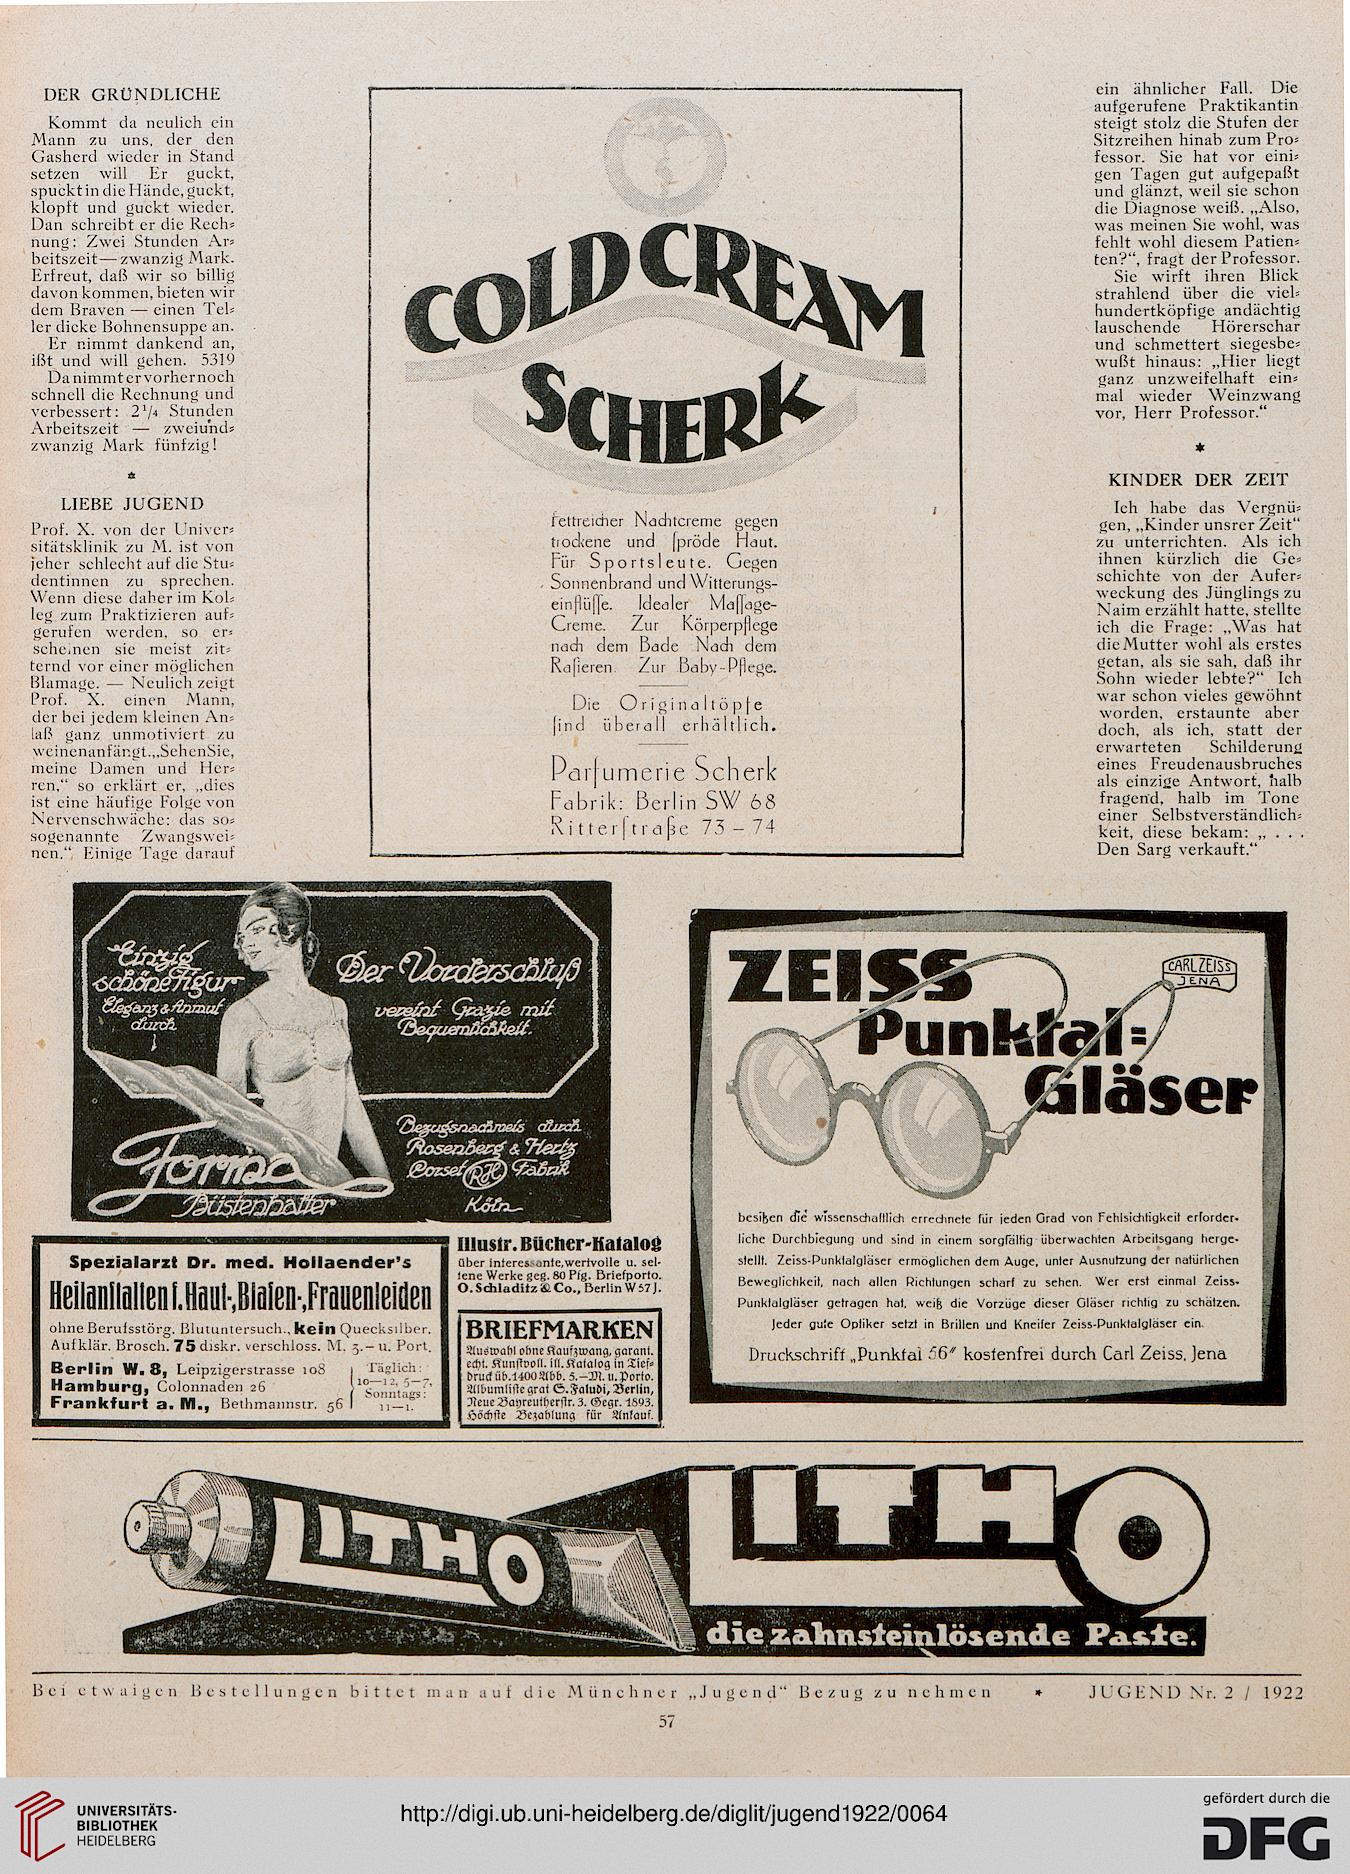 DER GRÜNDLICHE
Kommt da neulich ein
Mann zu uns, der den
Gasherd wieder in Stand
setzen will Er guckt,
spuckt in die Hände, guckt,
klopft und guckt wieder.
Dan schreibt er die Rech=
nung: Zwei Stunden Ar=
beitszeit — zwanzig Mark.
Erfreut, daß wir so billig
davon kommen, bieten wir
dem Braven — einen Tel=
ler dicke Bohnensuppe an.
Er nimmt dankend an,
ißt und will gehen. 5319
Da nimmt er vorher noch
schnell die Rechnung und
verbessert: 2¼ Stunden
Arbeitszeit — zweiund=
zwanzig Mark fünfzig!
*
LIEBE JUGEND
Prof. X. von der Univer=
sitätsklinik zu M. ist von
jeher schlecht auf die Stu=
dentinnen zu sprechen.
Wenn diese daher im Kol=
leg zum Praktizieren auf=
gerufen werden, so er=
scheinen sie meist zit=
ternd vor einer möglichen
Blamage. — Neulich zeigt
Prof. X. einen Mann,
der bei jedem kleinen An=
laß ganz unmotiviert zu
weinen anfängt. „Sehen Sie,
meine Damen und Her=
ren,“ so erklärt er, „dies
ist eine häufige Folge von
Nervenschwäche: das so=
sogenannte Zwangswei=
nen.“ Einige Tage darauf
COLD CREAM
SCHERK
fettreicher Nachtcreme gegen
trockene und spröde Haut.
Für Sportsleute. Gegen
Sonnenbrand und Witterungs-
einflüsse. Idealer Massage-
Creme. Zur Körperpflege
nach dem Bade Nach dem
Rasieren. Zur Baby-Pflege.
Die Originaltöpfe
sind überall erhältlich.
Parfumerie Scherk
Fabrik: Berlin SW 68
Ritterstraße 73 – 74
ein ähnlicher Fall. Die
aufgerufene Praktikantin
steigt stolz die Stufen der
Sitzreihen hinab zum Pro=
fessor. Sie hat vor eini=
gen Tagen gut aufgepaßt
und glänzt, weil sie schon
die Diagnose weiß. „Also,
was meinen Sie wohl, was
fehlt wohl diesem Patien=
ten?“, fragt der Professor.
Sie wirft ihren Blick
strahlend über die viel=
hundertköpfige andächtig
lauschende Hörerschar
und schmettert siegesbe=
wußt hinaus: „Hier liegt
ganz unzweifelhaft ein=
mal wieder Weinzwang
vor, Herr Professor.“
*
KINDER DER ZEIT
Ich habe das Vergnü=
gen, „Kinder unsrer Zeit“
zu unterrichten. Als ich
ihnen kürzlich die Ge=
schichte von der Aufer=
weckung des Jünglings zu
Naim erzählt hatte, stellte
ich die Frage: „Was hat
die Mutter wohl als erstes
getan, als sie sah, daß ihr
Sohn wieder lebte?“ Ich
war schon vieles gewöhnt
worden, erstaunte aber
doch, als ich, statt der
erwarteten Schilderung
eines Freudenausbruches
als einzige Antwort, halb
fragend, halb im Tone
einer Selbstverständlich=
keit, diese bekam: „ . . .
Den Sarg verkauft.“
Einzig
schöne Figur
Eleganz & Anmut
durch
Der Vorderschluß
vereint Grazie mit
Bequemlichkeit.
Forma
Büstenhalter
Bezugsnachweis durch
Rosenberg & Hertz
Corset RH Fabrik
Köln
ZEISS
Punktal=
Gläser
CARL ZEISS
JENA
besitzen die wissenschaftlich errechnete für jeden Grad von Fehlsichtigkeit erforder-
liche Durchbiegung und sind in einem sorgfältig überwachten Arbeitsgang herge-
stellt. Zeiss-Punktalgläser ermöglichen dem Auge, unter Ausnutzung der natürlichen
Beweglichkeit, nach allen Richtungen scharf zu sehen. Wer erst einmal Zeiss-
Punktalgläser getragen hat, weiß die Vorzüge dieser Gläser richtig zu schätzen.
Jeder gute Optiker setzt in Brillen und Kneifer Zeiss-Punktalgläser ein.
Druckschrift „Punktal 56“ kostenfrei durch Carl Zeiss, Jena
Spezialarzt Dr. med. Hollaender's
Heilanstalten f. Haut-, Blasen-, Frauenleiden
ohne Berufsstörg. Blutuntersuch., kein Quecksilber.
Aufklär. Brosch. 75 diskr. verschloss. M. 3.– u. Port.
Berlin W. 8, Leipzigerstrasse 108
Hamburg, Colonnaden 26
Frankfurt a. M., Bethmannstr. 56
Täglich:
10—12, 5—7,
Sonntags:
11—1.
Illustr. Bücher-Katalog
über interessante, wertvolle u. sel-
tene Werke geg. 80 Pfg. Briefporto.
O. Schladitz & Co., Berlin W 57 J.
BRIEFMARKEN
Auswahl ohne Kaufzwang, garant.
echt. Kunstvoll. ill. Katalog in Tief=
druck üb. 1400 Abb. 5.—M. u. Porto.
Albumliste grat G. Faludi, Berlin,
Neue Bayreutherstr. 3. Gegr. 1893.
Höchste Bezahlung für Ankauf.
LITHO
LITHO
die zahnsteinlösende Paste.
Bei etwaigen Bestellungen bittet man auf die Münchner „Jugend“ Bezug zu nehmen * JUGEND Nr. 2 / 1922
57
UNIVERSITÄTS-
BIBLIOTHEK
HEIDELBERG
http://digi.ub.uni-heidelberg.de/diglit/jugend1922/0064
gefördert durch die
DFG